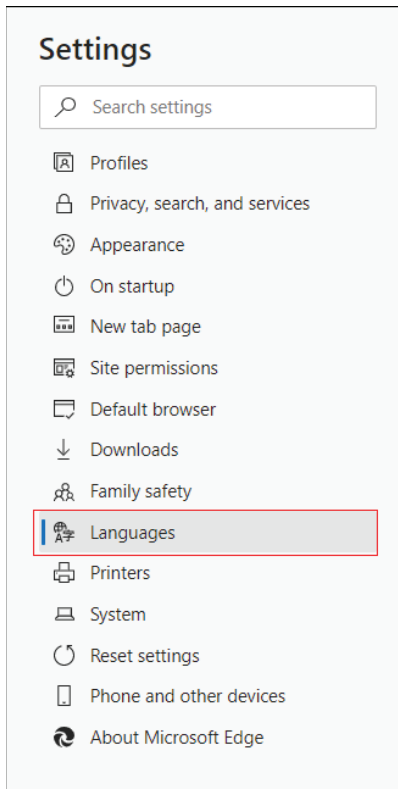 Settings
Search settings
Profiles
Privacy, search, and services
Appearance
On startup
New tab page
Site permissions
Default browser
Downloads
Family safety
Languages
Printers
System
Reset settings
Phone and other devices
About Microsoft Edge